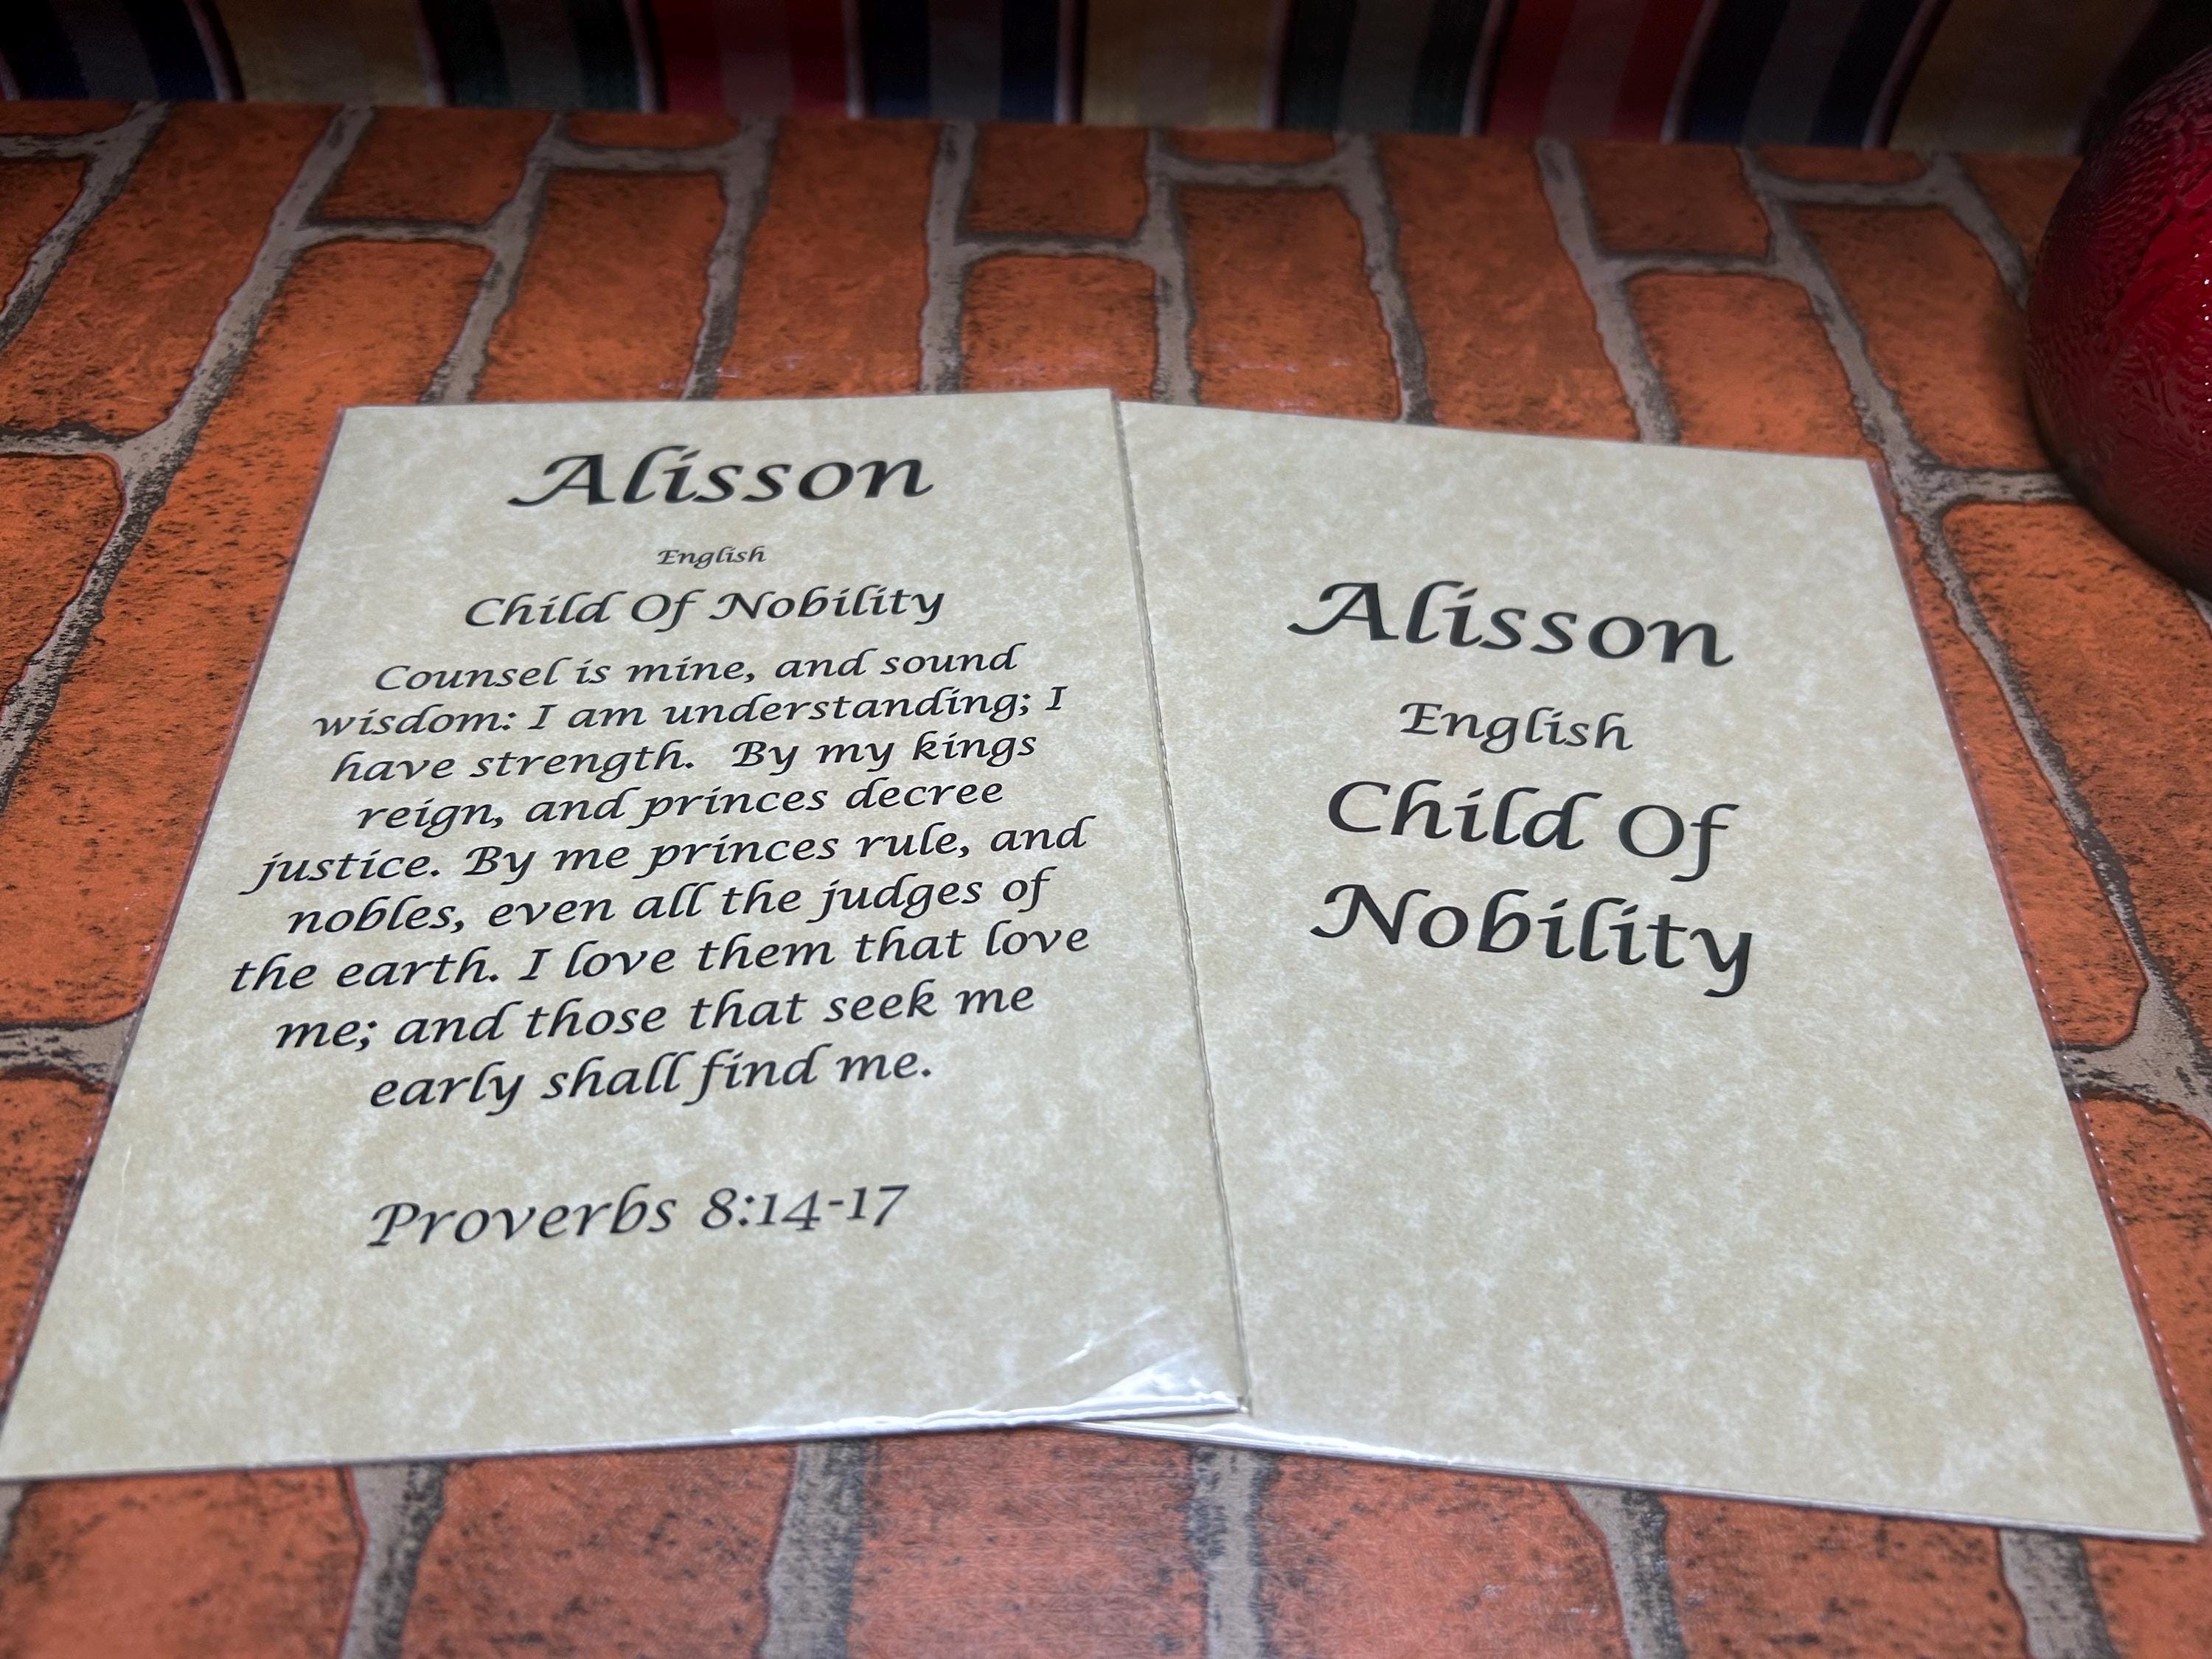 Alisson
English
Child Of Nobility
Counsel is mine, and sound
wisdom: I am understanding; I
have strength. By my kings
reign, and princes decree
justice. By me princes rule, and
nobles, even all the judges of
the earth. I love them that love
me; and those that seek me
early shall find me.
Proverbs 8:14-17
Alisson
English
Child Of
Nobility